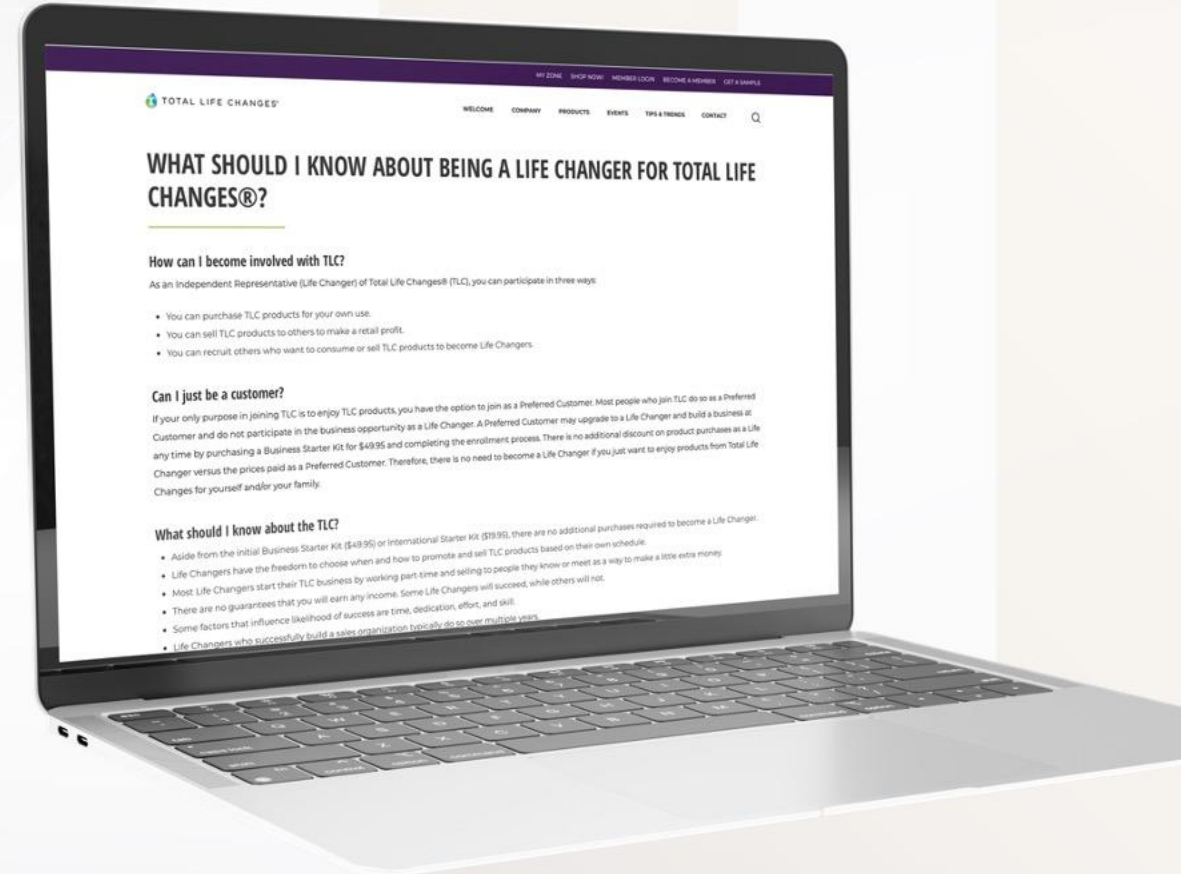 MY ZONE SHOP NOW! MEMBER LOGIN BECOME A MEMBER GET A SAMPLE
TOTAL LIFE CHANGES®
WELCOME COMPANY PRODUCTS EVENTS TIPS & TRENDS CONTACT
WHAT SHOULD I KNOW ABOUT BEING A LIFE CHANGER FOR TOTAL LIFE
CHANGES®?
How can I become involved with TLC?
As an Independent Representative (Life Changer) of Total Life Changes® (TLC), you can participate in three ways:
• You can purchase TLC products for your own use.
• You can sell TLC products to others to make a retail profit.
• You can recruit others who want to consume or sell TLC products to become Life Changers.
Can I just be a customer?
If your only purpose in joining TLC is to enjoy TLC products, you have the option to join as a Preferred Customer. Most people who join TLC do so as a Preferred
Customer and do not participate in the business opportunity as a Life Changer. A Preferred Customer may upgrade to a Life Changer and build a business at
any time by purchasing a Business Starter Kit for $49.95 and completing the enrollment process. There is no additional discount on product purchases as a Life
Changer versus the prices paid as a Preferred Customer. Therefore, there is no need to become a Life Changer if you just want to enjoy products from Total Life
Changes for yourself and/or your family.
What should I know about the TLC?
• Aside from the initial Business Starter Kit ($49.95) or International Starter Kit ($19.95), there are no additional purchases required to become a Life Changer.
• Life Changers have the freedom to choose when and how to promote and sell TLC products based on their own schedule.
• Most Life Changers start their TLC business by working part-time and selling to people they know or meet as a way to make a little extra money.
• There are no guarantees that you will earn any income. Some Life Changers will succeed, while others will not.
• Some factors that influence likelihood of success are time, dedication, effort, and skill.
• Life Changers who successfully build a sales organization typically do so over multiple years.